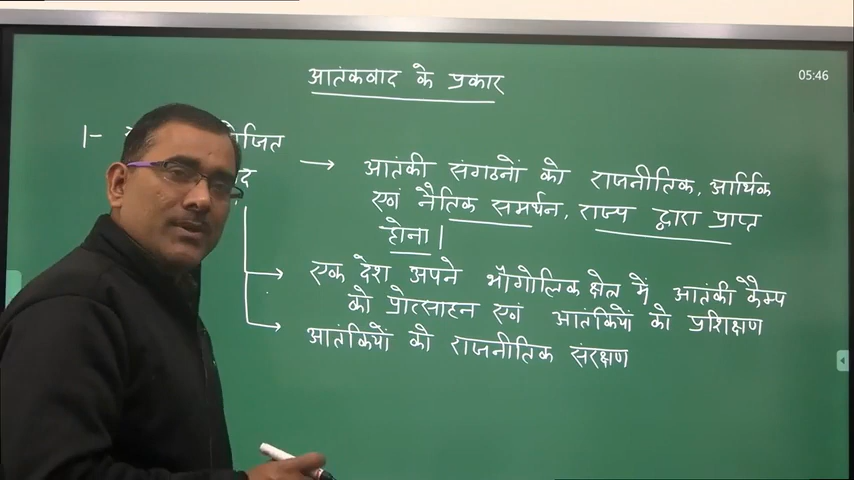 आतंकवाद के प्रकार
05:46
1-
आतंकी संगठनों को राजनीतिक, आर्थिक
एवं नैतिक समर्थन, राज्य द्वारा प्राप्त
होना।
एक देश अपने भौगोलिक क्षेत्र में आतंकी कैम्प
को प्रोत्साहन एवं आतंकियों को प्रशिक्षण
आतंकियों को राजनीतिक संरक्षण